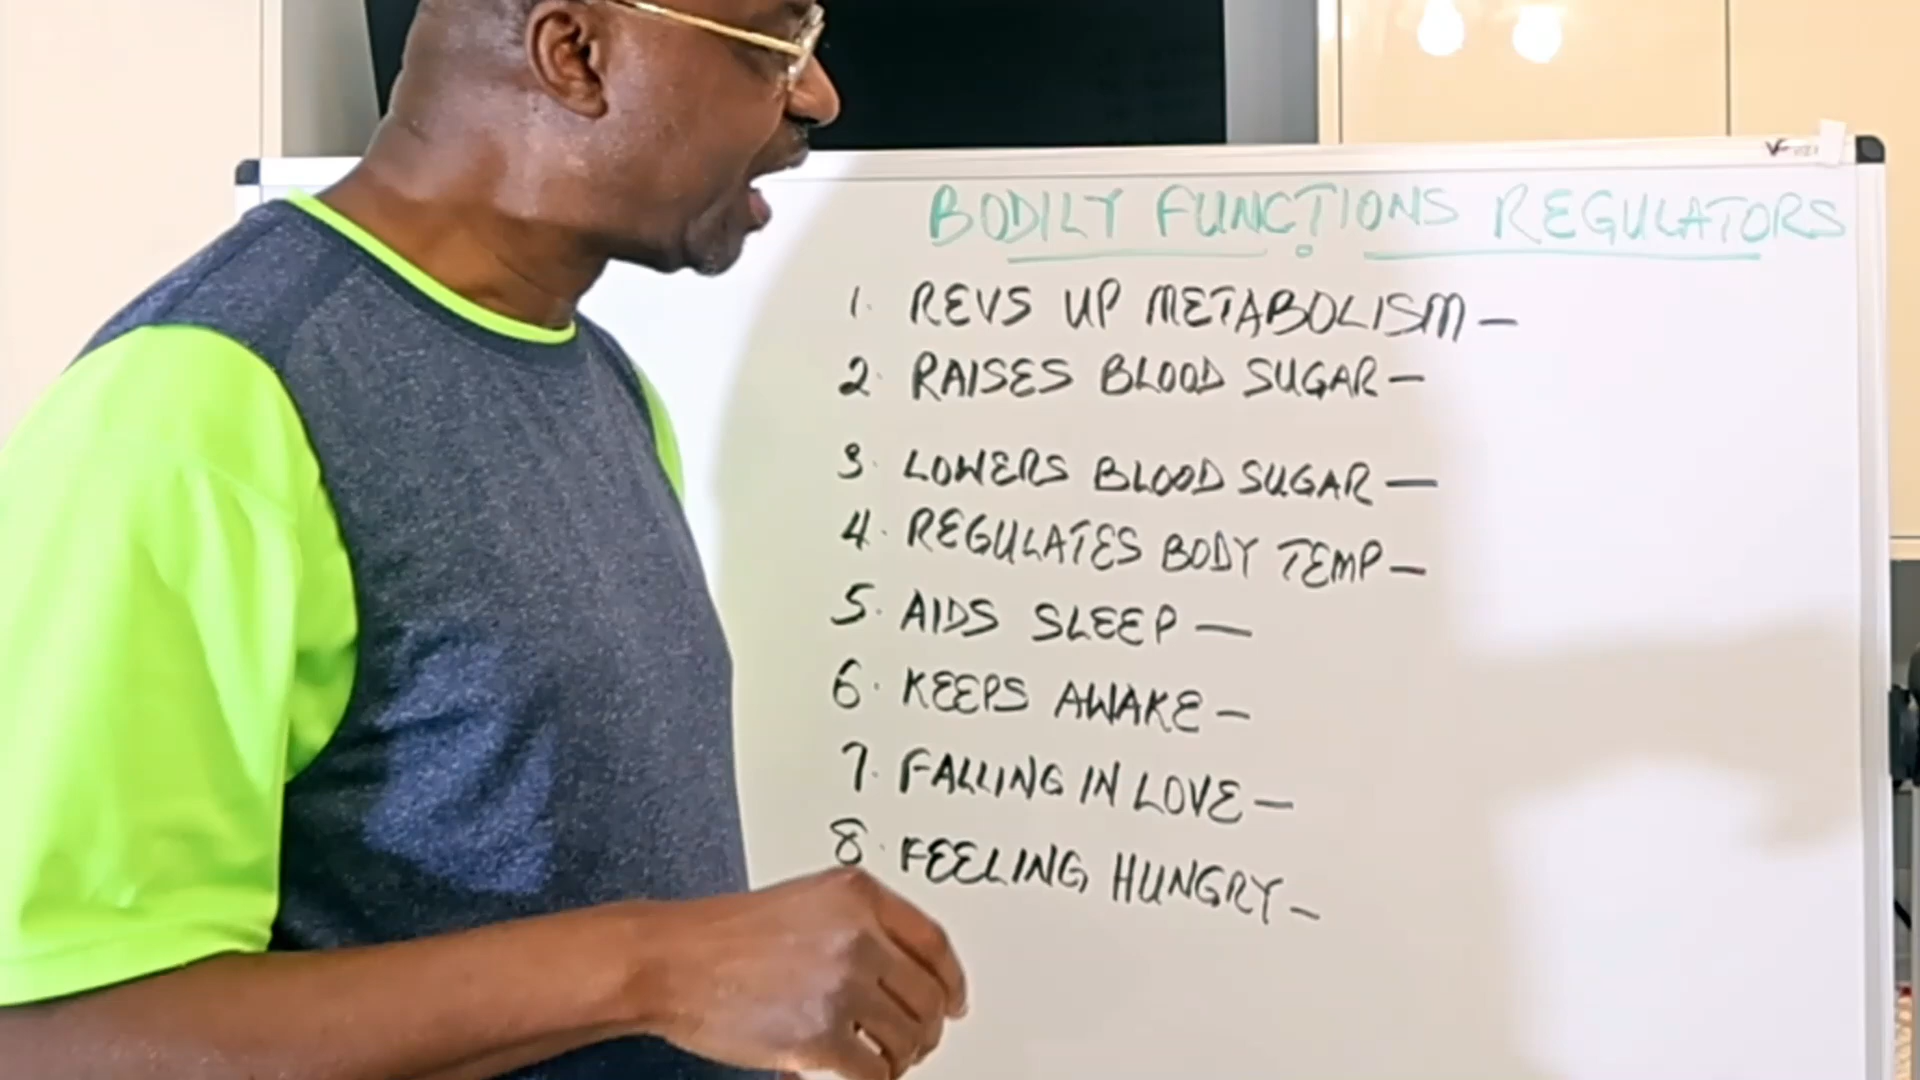 BODILY FUNCTIONS REGULATORS
1. REVS UP METABOLISM —
2. RAISES BLOOD SUGAR —
3. LOWERS BLOOD SUGAR —
4. REGULATES BODY TEMP —
5. AIDS SLEEP —
6. KEEPS AWAKE —
7. FALLING IN LOVE —
8. FEELING HUNGRY —